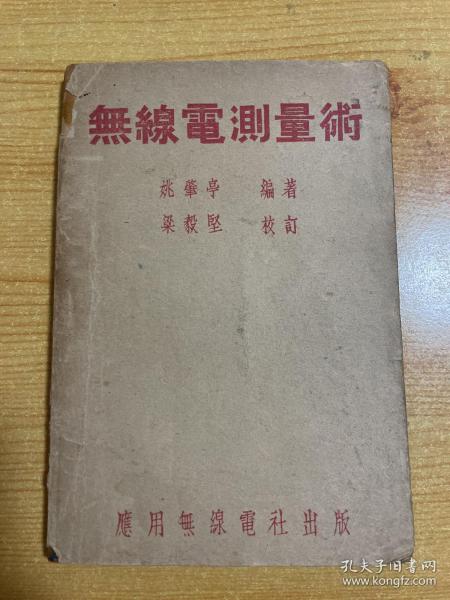 無線電測量術
姚肇亭 編著
梁毅堅 校訂
應用無線電社出版
孔夫子旧书网
www.kongfz.com